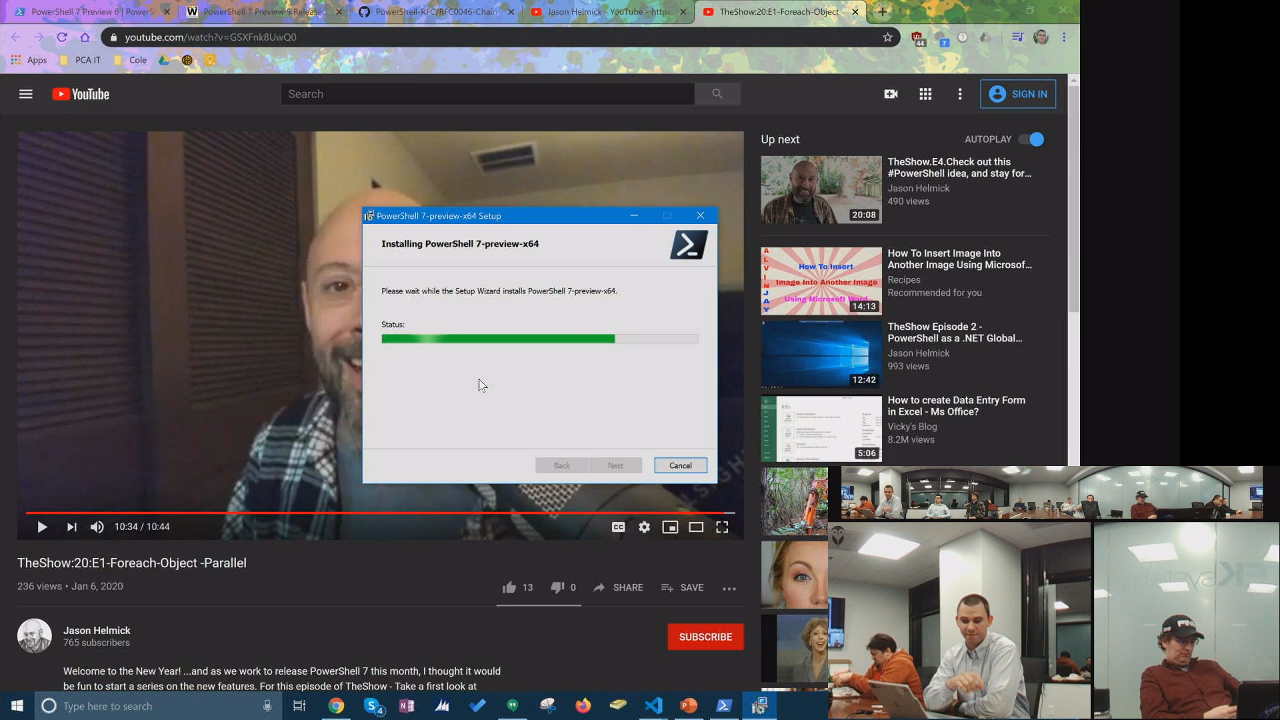 PowerShell 7 preview 6 | PowerS
PowerShell 7 Preview 6 Release
PowerShell-RFC/RFC0046-Chain
Jason Helmick - YouTube - https:
TheShow:20:E1-Foreach-Object
youtube.com/watch?v=GSXFnk8UwQ0
Apps
PCA IT
Cole
YouTube
Search
SIGN IN
PowerShell 7-preview-x64 Setup
Installing PowerShell 7-preview-x64
Please wait while the Setup Wizard installs PowerShell 7-preview-x64.
Status:
Back
Next
Cancel
10:34 / 10:44
CC
TheShow:20:E1-Foreach-Object -Parallel
236 views • Jan 6, 2020
13
0
SHARE
SAVE
Jason Helmick
765 subscribers
SUBSCRIBE
Welcome to the New Year! ...and as we work to release PowerShell 7 this month, I thought it would
be fun to start a series on the new features. For this episode of TheShow - Take a first look at
Up next
AUTOPLAY
TheShow.E4.Check out this
#PowerShell idea, and stay for...
Jason Helmick
490 views
20:08
How To Insert Image Into
Another Image Using Microsof...
Recipes
Recommended for you
ALVINJAY
How To Insert
Image Into Another Image
Using Microsoft Word
14:13
TheShow Episode 2 -
PowerShell as a .NET Global...
Jason Helmick
993 views
12:42
How to create Data Entry Form
in Excel - Ms Office?
Vicky's Blog
8.2M views
5:06
Type here to search